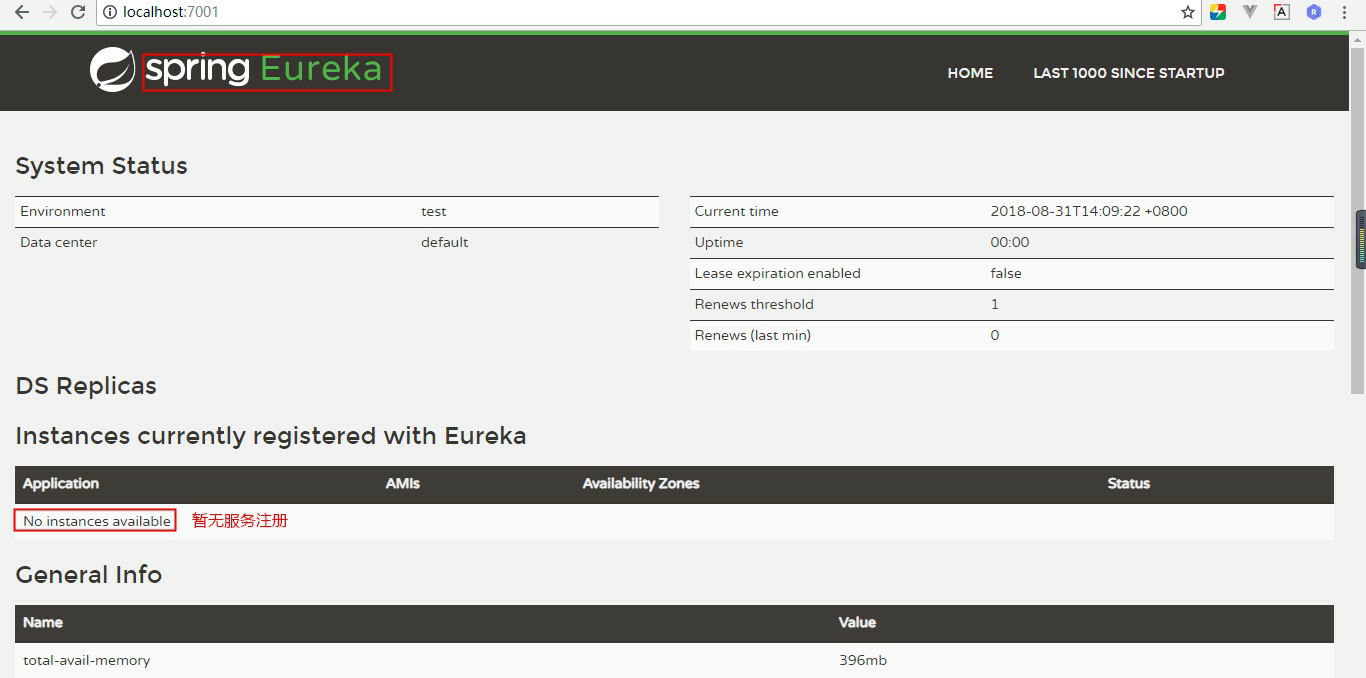 localhost:7001
spring Eureka
HOME LAST 1000 SINCE STARTUP
System Status
Environment test
Data center default
Current time 2018-08-31T14:09:22 +0800
Uptime 00:00
Lease expiration enabled false
Renews threshold 1
Renews (last min) 0
DS Replicas
Instances currently registered with Eureka
Application AMIs Availability Zones Status
No instances available 暂无服务注册
General Info
Name Value
total-avail-memory 396mb